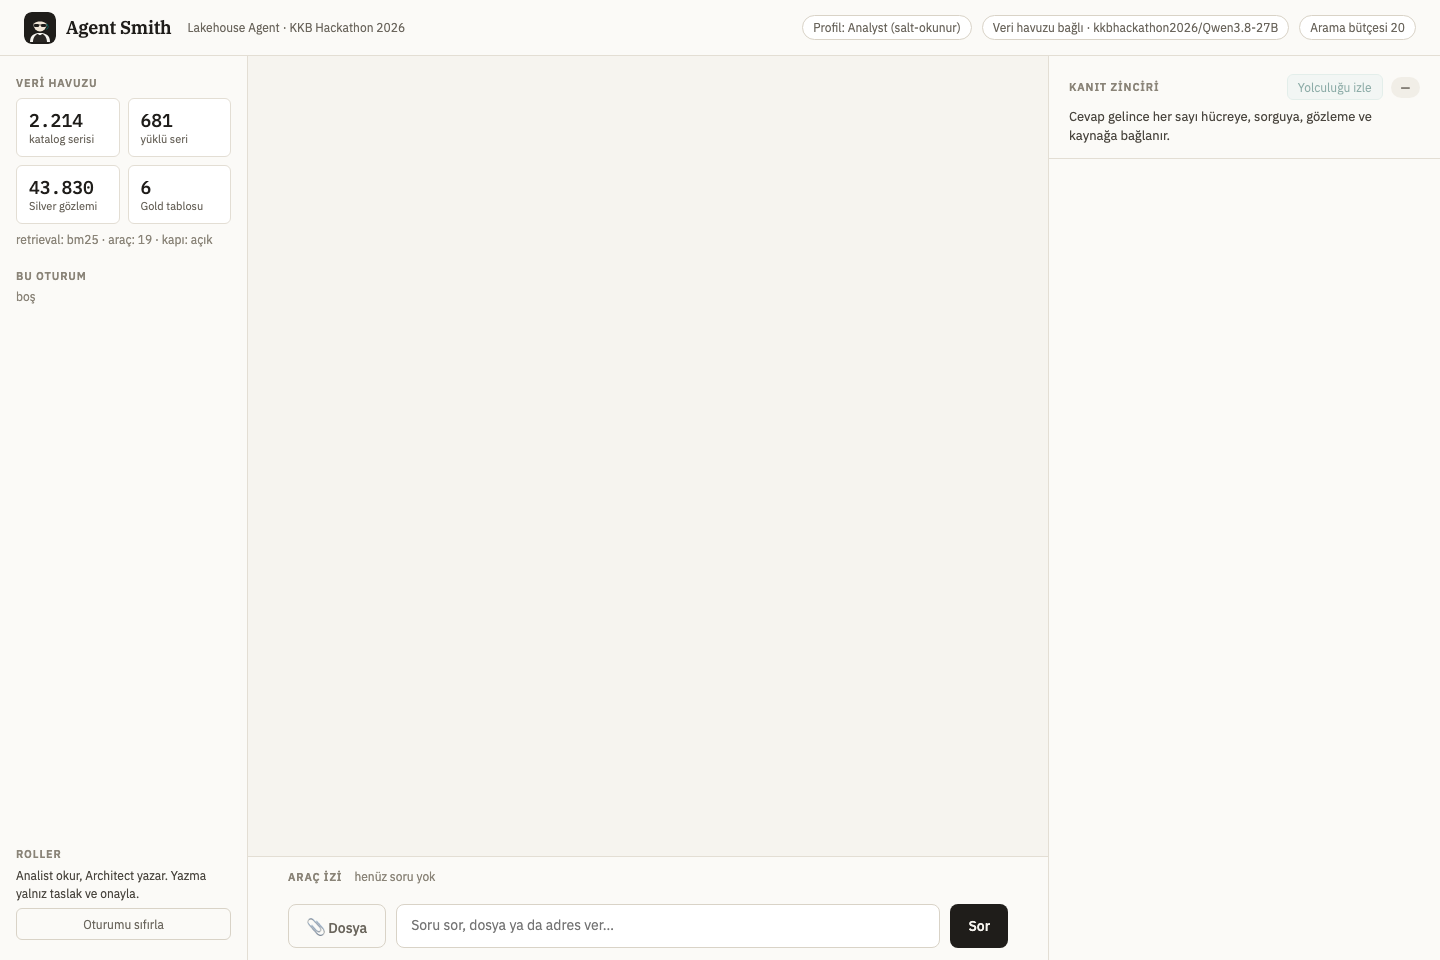 Agent Smith
Lakehouse Agent · KKB Hackathon 2026
Profil: Analyst (salt-okunur)
Veri havuzu bağlı · kkbhackathon2026/Qwen3.8-27B
Arama bütçesi 20
VERİ HAVUZU
2.214
katalog serisi
681
yüklü seri
43.830
Silver gözlemi
6
Gold tablosu
retrieval: bm25 · araç: 19 · kapı: açık
BU OTURUM
boş
ROLLER
Analist okur, Architect yazar. Yazma
yalnız taslak ve onayla.
Oturumu sıfırla
ARAÇ İZİ henüz soru yok
Dosya
Soru sor, dosya ya da adres ver...
Sor
KANIT ZİNCİRİ
Yolculuğu izle
—
Cevap gelince her sayı hücreye, sorguya, gözleme ve
kaynağa bağlanır.